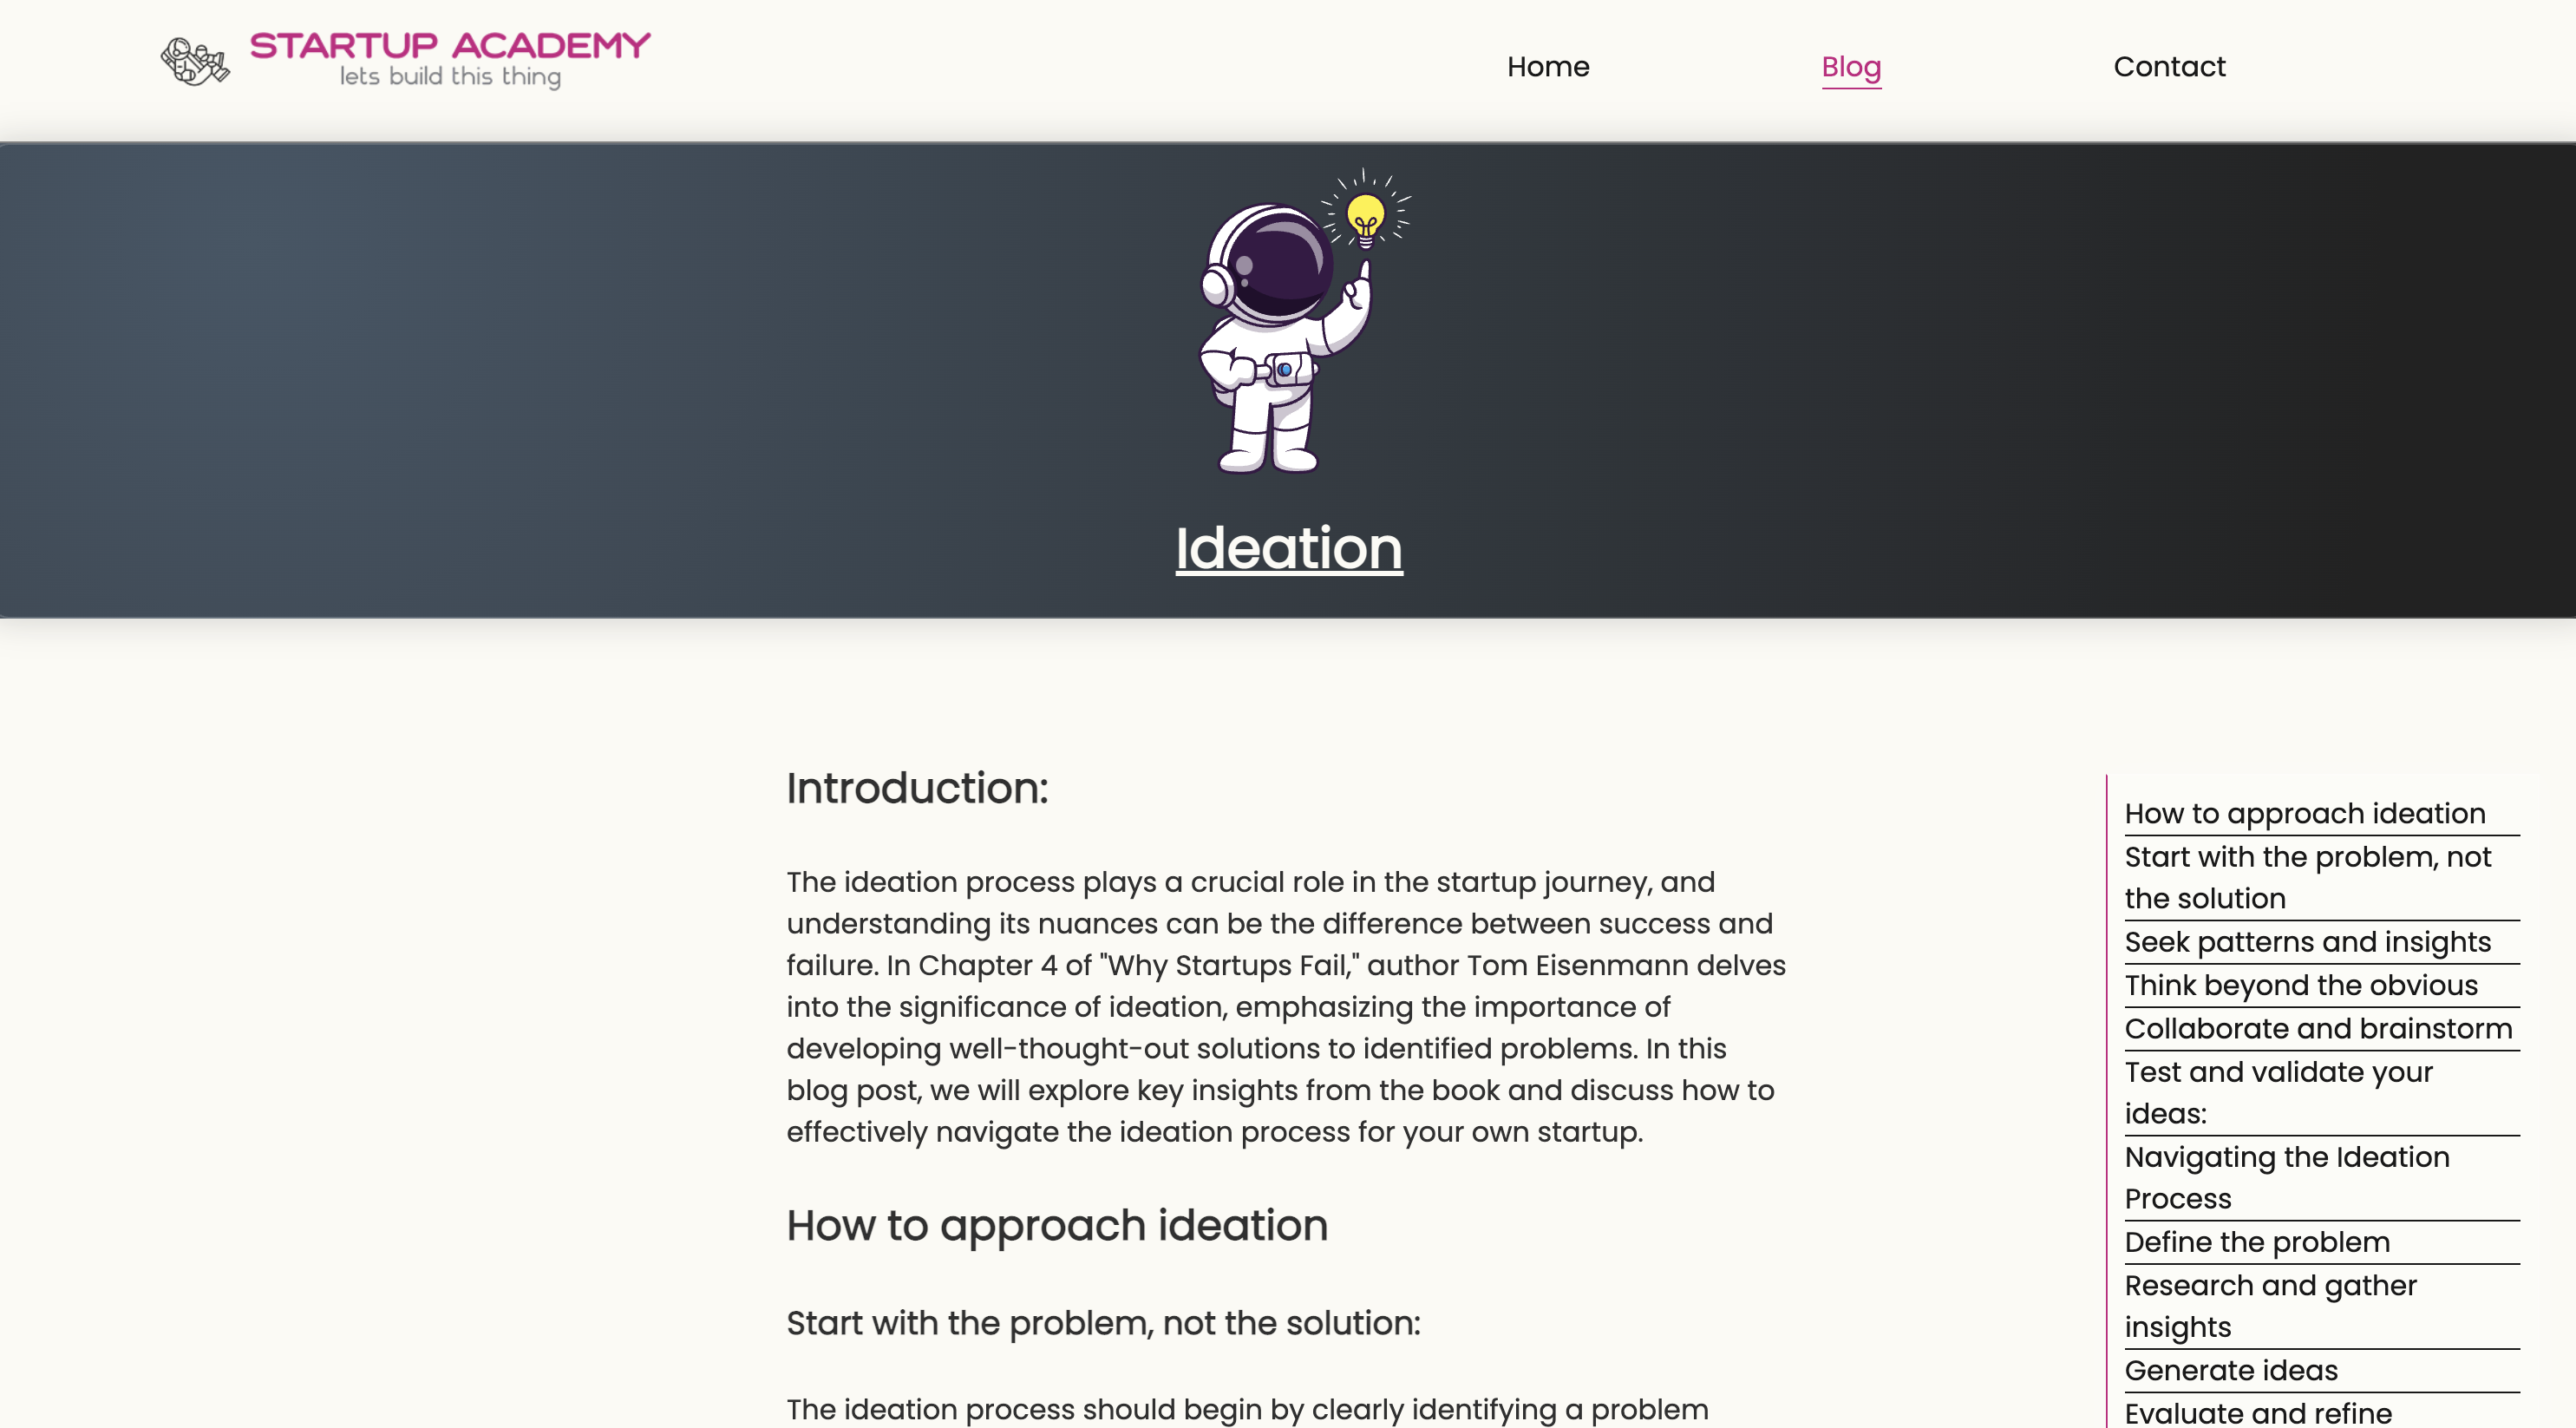 STARTUP ACADEMY
lets build this thing
Home
Blog
Contact
Ideation
Introduction:
The ideation process plays a crucial role in the startup journey, and
understanding its nuances can be the difference between success and
failure. In Chapter 4 of "Why Startups Fail," author Tom Eisenmann delves
into the significance of ideation, emphasizing the importance of
developing well-thought-out solutions to identified problems. In this
blog post, we will explore key insights from the book and discuss how to
effectively navigate the ideation process for your own startup.
How to approach ideation
Start with the problem, not the solution:
The ideation process should begin by clearly identifying a problem
How to approach ideation
Start with the problem, not
the solution
Seek patterns and insights
Think beyond the obvious
Collaborate and brainstorm
Test and validate your
ideas:
Navigating the Ideation
Process
Define the problem
Research and gather
insights
Generate ideas
Evaluate and refine